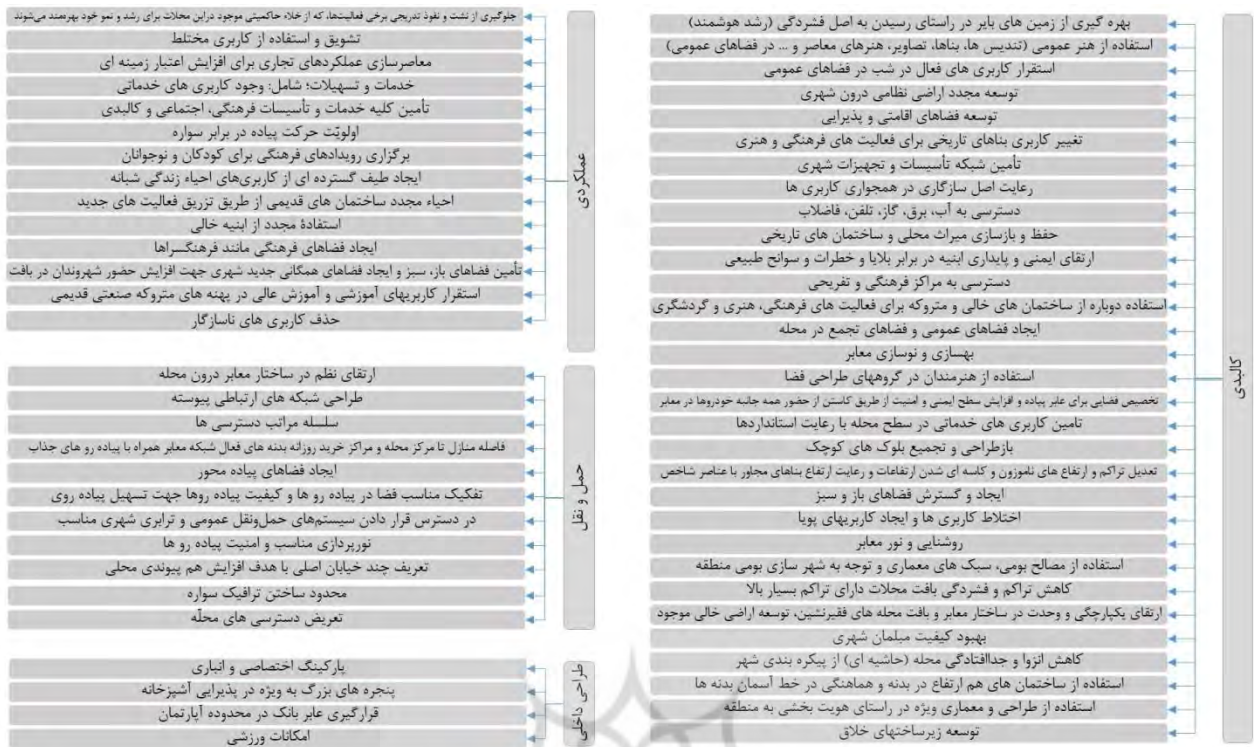 کالبدی
بهره گیری از زمین های بایر در راستای رسیدن به اصل فشردگی (رشد هوشمند)
استفاده از هنر عمومی (تندیس ها، بناها، تصاویر، هنرهای معاصر و ... در فضاهای عمومی)
استقرار کاربری های فعال در شب در فضاهای عمومی
توسعه مجدد اراضی نظامی درون شهری
توسعه فضاهای اقامتی و پذیرایی
تغییر کاربری بناهای تاریخی برای فعالیت های فرهنگی و هنری
تأمین شبکه تأسیسات و تجهیزات شهری
رعایت اصل سازگاری در همجواری کاربری ها
دسترسی به آب، برق، گاز، تلفن، فاضلاب
حفظ و بازسازی میراث محلی و ساختمان های تاریخی
ارتقای ایمنی و پایداری ابنیه در برابر بلایا و خطرات و سوانح طبیعی
دسترسی به مراکز فرهنگی و تفریحی
استفاده دوباره از ساختمان های خالی و متروکه برای فعالیت های فرهنگی، هنری و گردشگری
ایجاد فضاهای عمومی و فضاهای تجمع در محله
بهسازی و نوسازی معابر
استفاده از هنرمندان در گروههای طراحی فضا
تخصیص فضایی برای عابر پیاده و افزایش سطح ایمنی و امنیت از طریق کاستن از حضور همه جانبه خودروها در معابر
تامین کاربری های خدماتی در سطح محله با رعایت استانداردها
بازطراحی و تجمیع بلوک های کوچک
تعدیل تراکم و ارتفاع های ناموزون و کاسه ای شدن ارتفاعات و رعایت ارتفاع بناهای مجاور با عناصر شاخص
ایجاد و گسترش فضاهای باز و سبز
اختلاط کاربری ها و ایجاد کاربریهای پویا
روشنایی و نور معابر
استفاده از مصالح بومی، سبک های معماری و توجه به شهر سازی بومی منطقه
کاهش تراکم و فشردگی بافت محلات دارای تراکم بسیار بالا
ارتقای یکپارچگی و وحدت در ساختار معابر و بافت محله های فقیرنشین، توسعه اراضی خالی موجود
بهبود کیفیت مبلمان شهری
کاهش انزوا و جداافتادگی محله (حاشیه ای) از پیکره بندی شهر
استفاده از ساختمان های هم ارتفاع در بدنه و هماهنگی در خط آسمان بدنه ها
استفاده از طراحی و معماری ویژه در راستای هویت بخشی به منطقه
توسعه زیرساختهای خلاق
عملکردی
جلوگیری از نشت و نفوذ تدریجی برخی فعالیت‌ها، که از خلاء حاکمیتی موجود دراین محلات برای رشد و نمو خود بهره‌مند می‌شوند
تشویق و استفاده از کاربری مختلط
معاصرسازی عملکردهای تجاری برای افزایش اعتبار زمینه ای
خدمات و تسهیلات؛ شامل: وجود کاربری های خدماتی
تأمین کلیه خدمات و تأسیسات فرهنگی، اجتماعی و کالبدی
اولویّت حرکت پیاده در برابر سواره
برگزاری رویدادهای فرهنگی برای کودکان و نوجوانان
ایجاد طیف گسترده ای از کاربری‌های احیاء زندگی شبانه
احیاء مجدد ساختمان های قدیمی از طریق تزریق فعالیت های جدید
استفادهٔ مجدد از ابنیه خالی
ایجاد فضاهای فرهنگی مانند فرهنگسراها
تأمین فضاهای باز، سبز و ایجاد فضاهای همگانی جدید شهری جهت افزایش حضور شهروندان در بافت
استقرار کاربریهای آموزشی و آموزش عالی در پهنه های متروکه صنعتی قدیمی
حذف کاربری های ناسازگار
حمل و نقل
ارتقای نظم در ساختار معابر درون محله
طراحی شبکه های ارتباطی پیوسته
سلسله مراتب دسترسی ها
فاصله منازل تا مرکز محله و مراکز خرید روزانه بدنه های فعال شبکه معابر همراه با پیاده رو های جذاب
ایجاد فضاهای پیاده محور
تفکیک مناسب فضا در پیاده رو ها و کیفیت پیاده روها جهت تسهیل پیاده روی
در دسترس قرار دادن سیستم‌های حمل‌ونقل عمومی و ترابری شهری مناسب
نورپردازی مناسب و امنیت پیاده رو ها
تعریف چند خیابان اصلی با هدف افزایش هم پیوندی محلی
محدود ساختن ترافیک سواره
تعریض دسترسی های محلّه
طراحی داخلی
پارکینگ اختصاصی و انباری
پنجره های بزرگ به ویژه در پذیرایی آشپزخانه
قرارگیری عابر بانک در محدوده آپارتمان
امکانات ورزشی